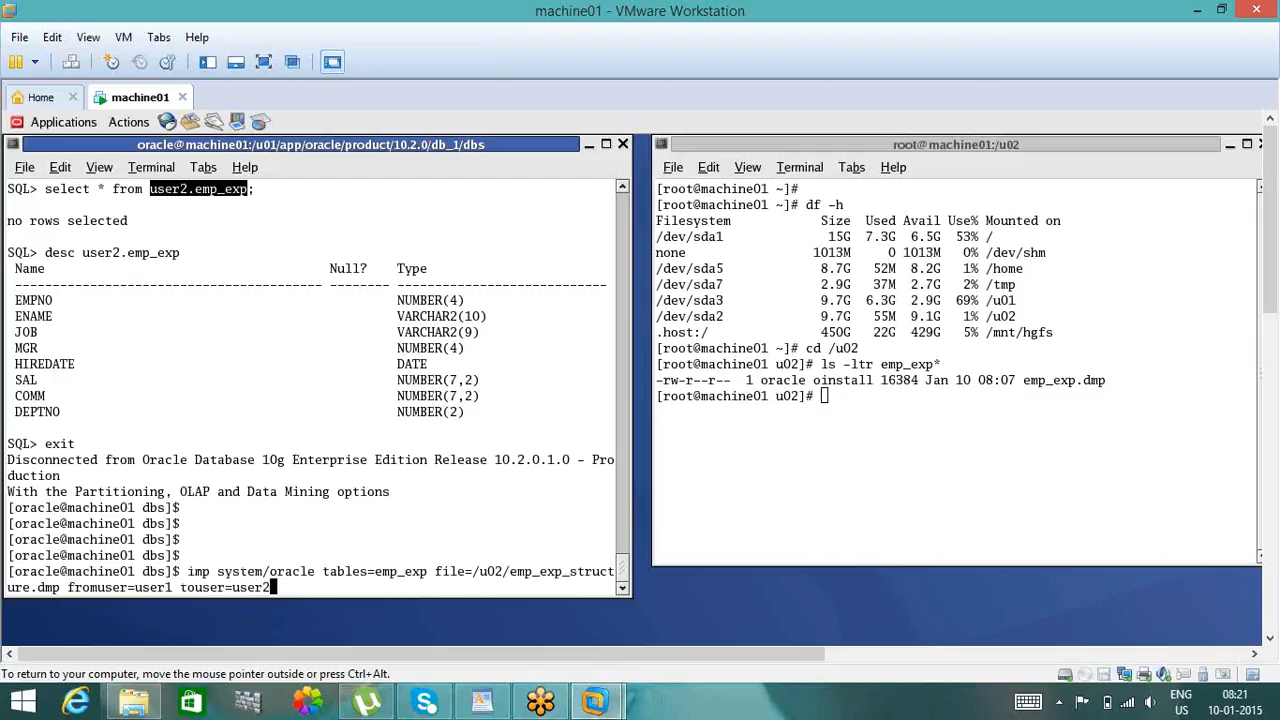 machine01 - VMware Workstation
File Edit View VM Tabs Help
Home machine01
Applications Actions
oracle@machine01:/u01/app/oracle/product/10.2.0/db_1/dbs
File Edit View Terminal Tabs Help
SQL> select * from user2.emp_exp;
no rows selected
SQL> desc user2.emp_exp
Name Null? Type
----------------------------------------- -------- ----------------------------
EMPNO NUMBER(4)
ENAME VARCHAR2(10)
JOB VARCHAR2(9)
MGR NUMBER(4)
HIREDATE DATE
SAL NUMBER(7,2)
COMM NUMBER(7,2)
DEPTNO NUMBER(2)
SQL> exit
Disconnected from Oracle Database 10g Enterprise Edition Release 10.2.0.1.0 - Pro
duction
With the Partitioning, OLAP and Data Mining options
[oracle@machine01 dbs]$
[oracle@machine01 dbs]$
[oracle@machine01 dbs]$
[oracle@machine01 dbs]$
[oracle@machine01 dbs]$ imp system/oracle tables=emp_exp file=/u02/emp_exp_struct
ure.dmp fromuser=user1 touser=user2
root@machine01:/u02
File Edit View Terminal Tabs Help
[root@machine01 ~]#
[root@machine01 ~]# df -h
Filesystem Size Used Avail Use% Mounted on
/dev/sda1 15G 7.3G 6.5G 53% /
none 1013M 0 1013M 0% /dev/shm
/dev/sda5 8.7G 52M 8.2G 1% /home
/dev/sda7 2.9G 37M 2.7G 2% /tmp
/dev/sda3 9.7G 6.3G 2.9G 69% /u01
/dev/sda2 9.7G 55M 9.1G 1% /u02
.host:/ 450G 22G 429G 5% /mnt/hgfs
[root@machine01 ~]# cd /u02
[root@machine01 u02]# ls -ltr emp_exp*
-rw-r--r-- 1 oracle oinstall 16384 Jan 10 08:07 emp_exp.dmp
[root@machine01 u02]#
To return to your computer, move the mouse pointer outside or press Ctrl+Alt.
ENG 08:21
US 10-01-2015